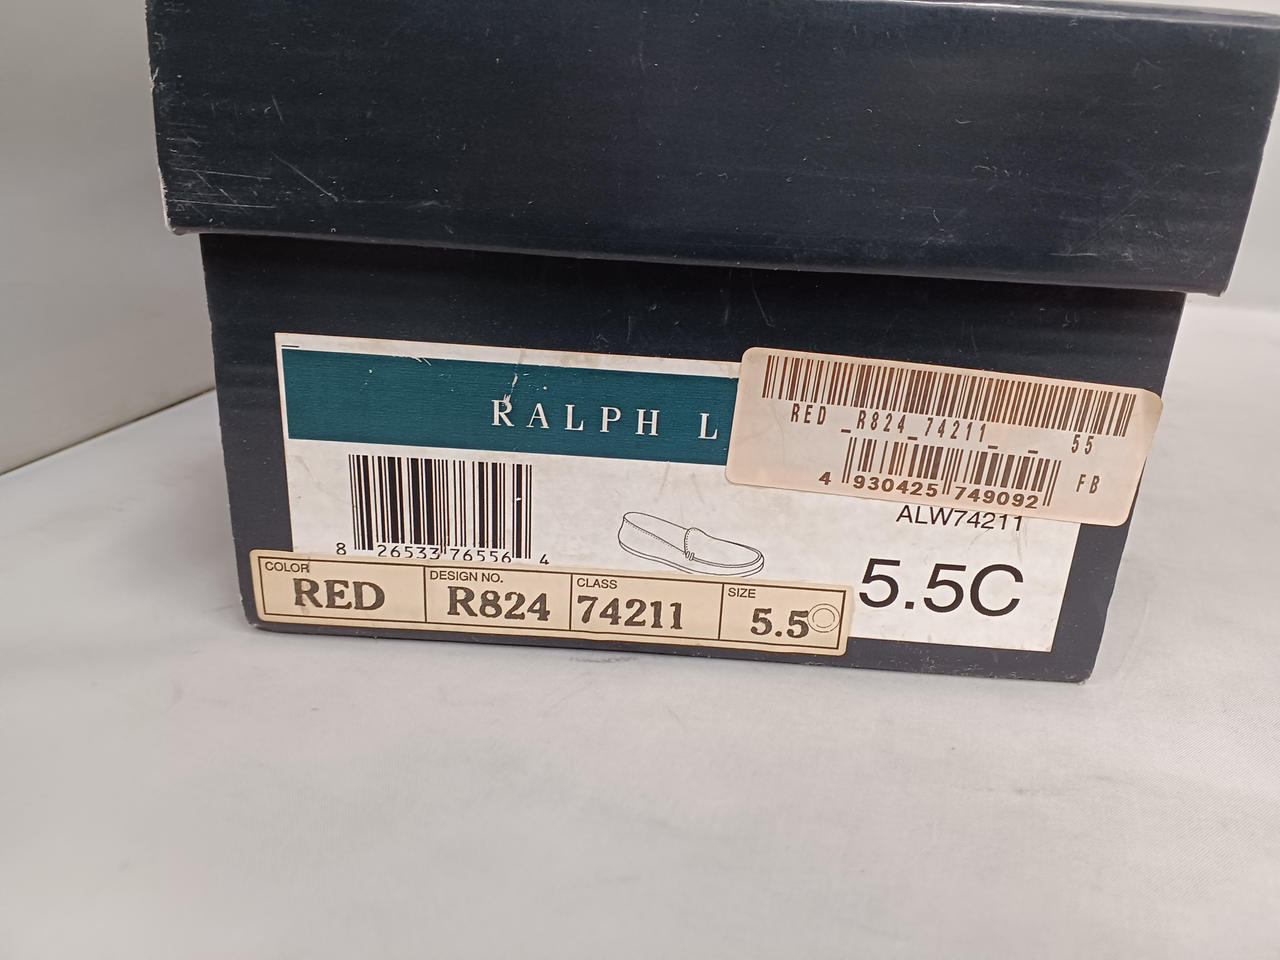 RALPH L
RED _R824_74211_ _ 55
4 930425 749092 FB
ALW74211
8 26533 76556 4
5.5C
COLOR RED
DESIGN NO. R824
CLASS 74211
SIZE 5.5